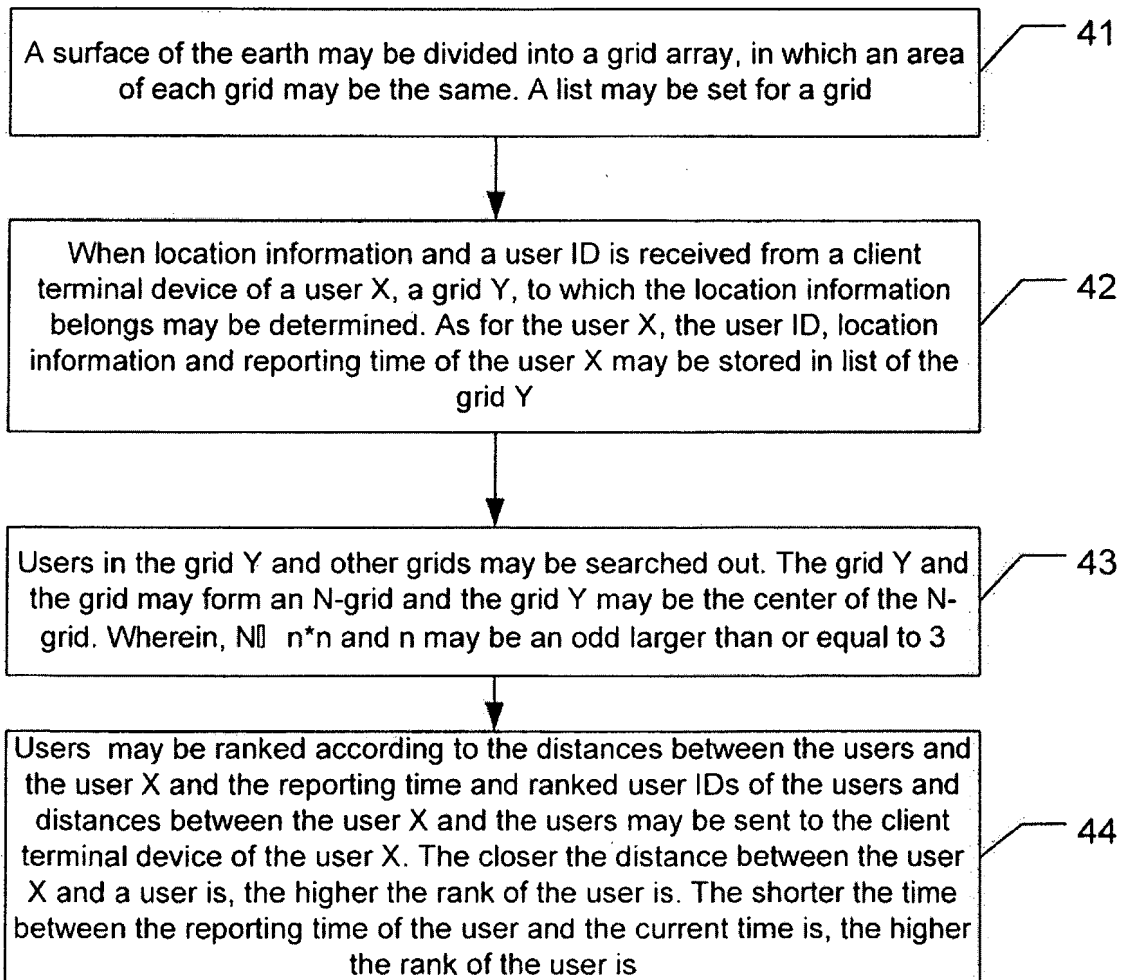 A surface of the earth may be divided into a grid array, in which an area
of each grid may be the same. A list may be set for a grid
41
When location information and a user ID is received from a client
terminal device of a user X, a grid Y, to which the location information
belongs may be determined. As for the user X, the user ID, location
information and reporting time of the user X may be stored in list of the
grid Y
42
Users in the grid Y and other grids may be searched out. The grid Y and
the grid may form an N-grid and the grid Y may be the center of the N-
grid. Wherein, N▯ n*n and n may be an odd larger than or equal to 3
43
Users may be ranked according to the distances between the users and
the user X and the reporting time and ranked user IDs of the users and
distances between the user X and the users may be sent to the client
terminal device of the user X. The closer the distance between the user
X and a user is, the higher the rank of the user is. The shorter the time
between the reporting time of the user and the current time is, the higher
the rank of the user is
44